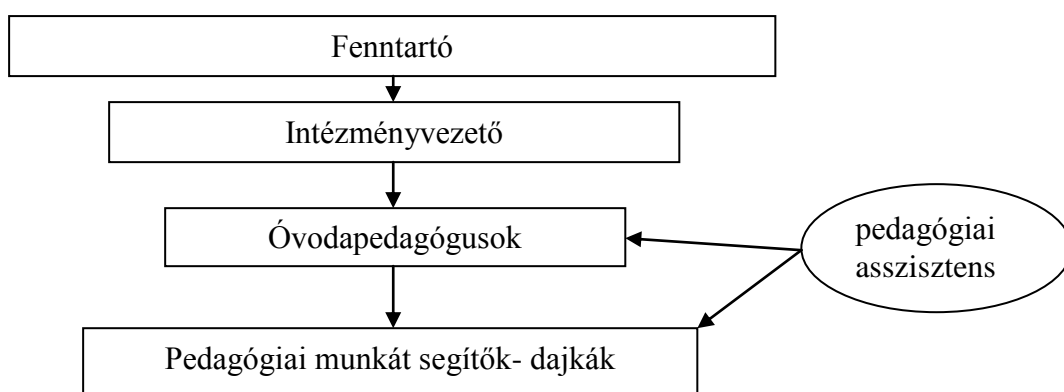 Fenntartó
Intézményvezető
Óvodapedagógusok
pedagógiai
asszisztens
Pedagógiai munkát segítők- dajkák